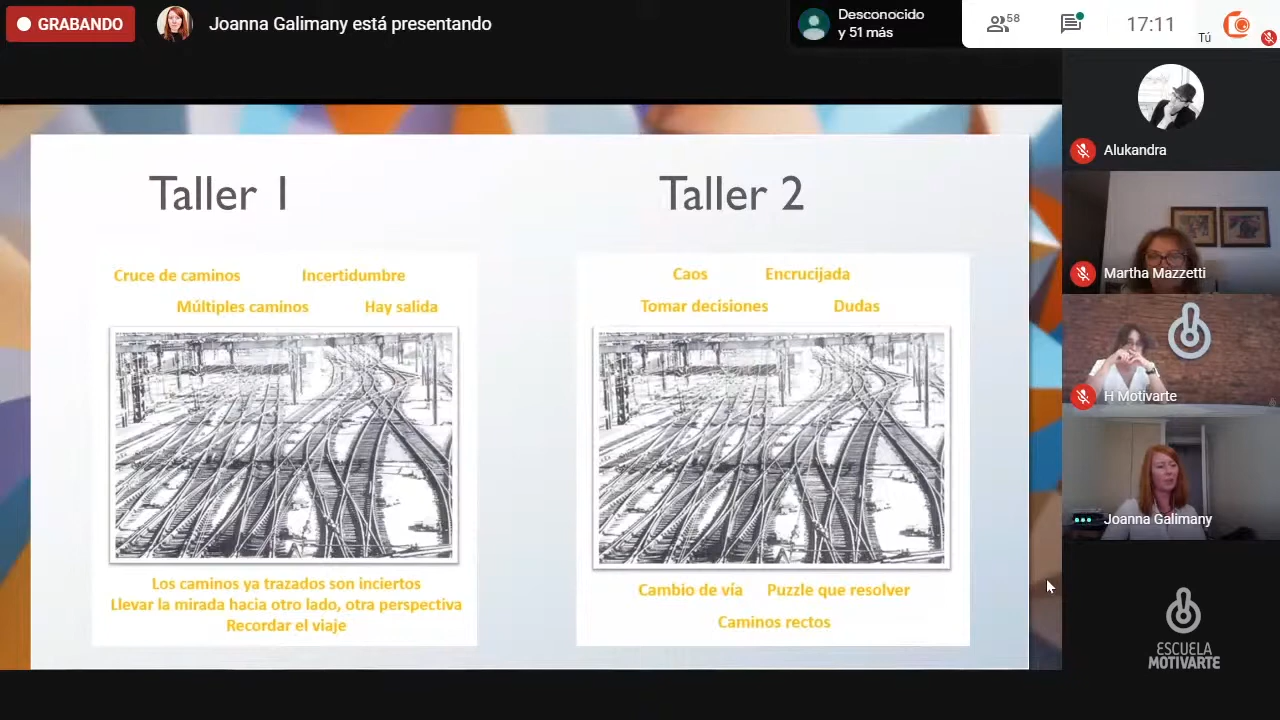 GRABANDO
Joanna Galimany está presentando
Desconocido
y 51 más
58
17:11
Tú
Alukandra
Martha Mazzetti
H Motivarte
Joanna Galimany
ESCUELA
MOTIVARTE
Taller 1
Cruce de caminos Incertidumbre
Múltiples caminos Hay salida
Los caminos ya trazados son inciertos
Llevar la mirada hacia otro lado, otra perspectiva
Recordar el viaje
Taller 2
Caos Encrucijada
Tomar decisiones Dudas
Cambio de vía Puzzle que resolver
Caminos rectos